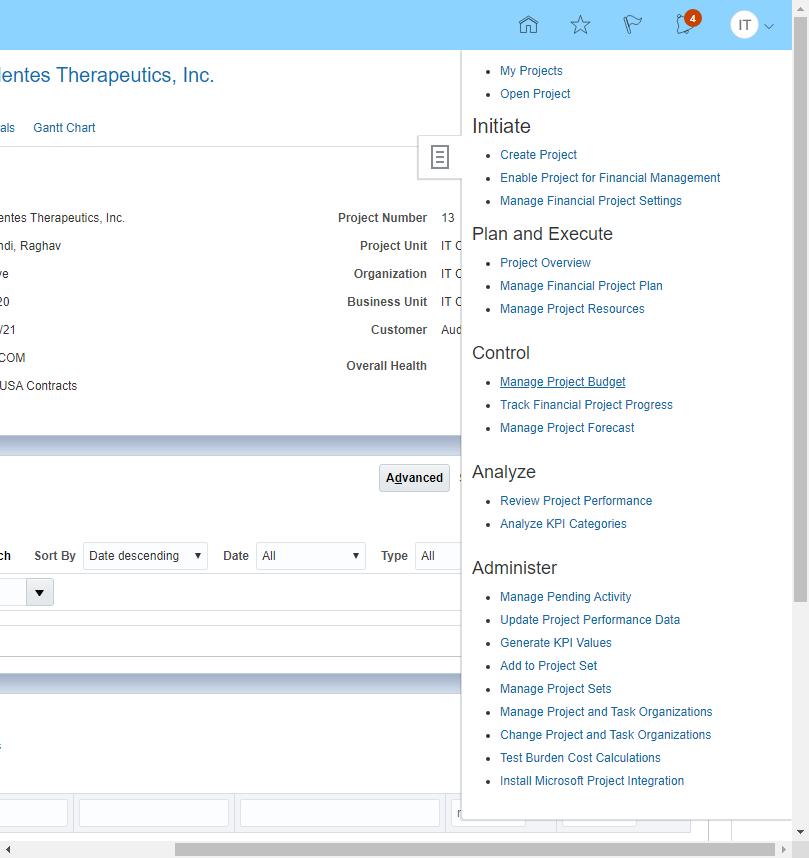 4
IT
lentes Therapeutics, Inc.
als Gantt Chart
entes Therapeutics, Inc.
ndi, Raghav
ve
20
/21
COM
USA Contracts
Project Number 13
Project Unit IT C
Organization IT C
Business Unit IT C
Customer Aud
Overall Health
Advanced
ch Sort By Date descending Date All Type All
My Projects
Open Project
Initiate
Create Project
Enable Project for Financial Management
Manage Financial Project Settings
Plan and Execute
Project Overview
Manage Financial Project Plan
Manage Project Resources
Control
Manage Project Budget
Track Financial Project Progress
Manage Project Forecast
Analyze
Review Project Performance
Analyze KPI Categories
Administer
Manage Pending Activity
Update Project Performance Data
Generate KPI Values
Add to Project Set
Manage Project Sets
Manage Project and Task Organizations
Change Project and Task Organizations
Test Burden Cost Calculations
Install Microsoft Project Integration